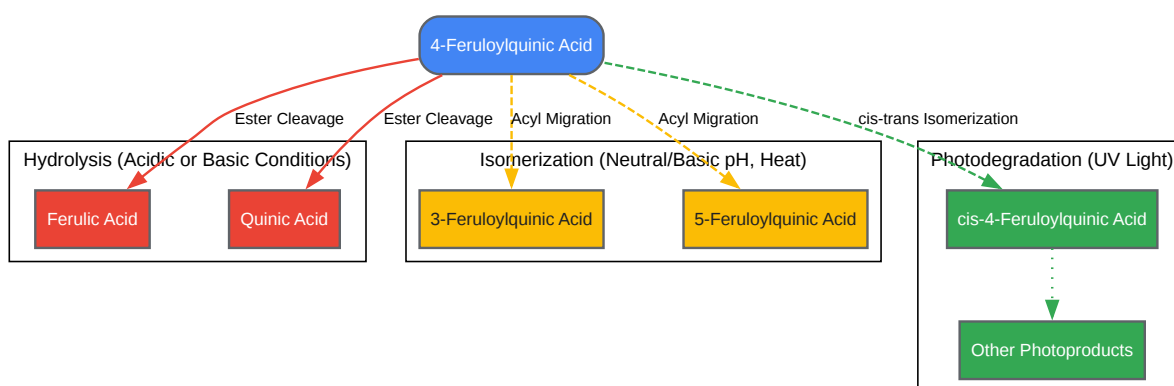 4-Feruloylquinic Acid
Ester Cleavage
Ester Cleavage
Acyl Migration
Acyl Migration
cis-trans Isomerization
Hydrolysis (Acidic or Basic Conditions)
Isomerization (Neutral/Basic pH, Heat)
Photodegradation (UV Light)
Ferulic Acid
Quinic Acid
3-Feruloylquinic Acid
5-Feruloylquinic Acid
cis-4-Feruloylquinic Acid
Other Photoproducts